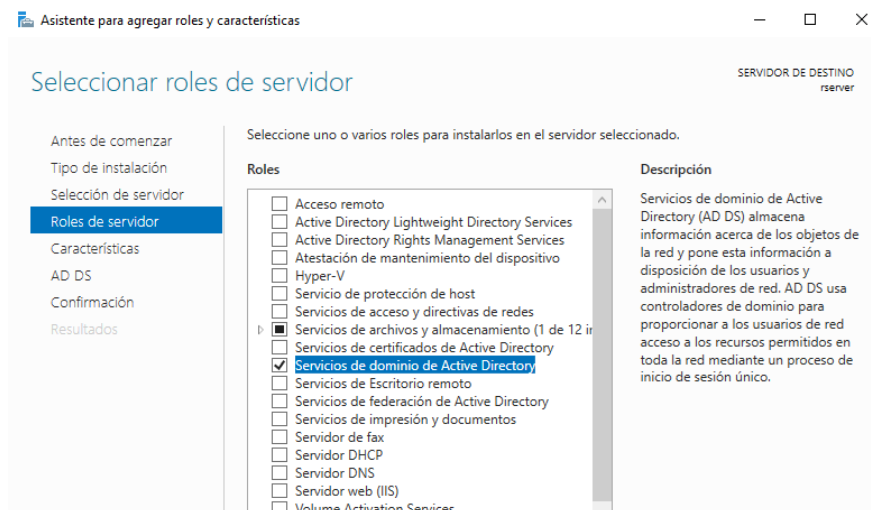 Asistente para agregar roles y características
Seleccionar roles de servidor
SERVIDOR DE DESTINO
rserver
Antes de comenzar
Tipo de instalación
Selección de servidor
Roles de servidor
Características
AD DS
Confirmación
Resultados
Seleccione uno o varios roles para instalarlos en el servidor seleccionado.
Roles
Acceso remoto
Active Directory Lightweight Directory Services
Active Directory Rights Management Services
Atestación de mantenimiento del dispositivo
Hyper-V
Servicio de protección de host
Servicios de acceso y directivas de redes
Servicios de archivos y almacenamiento (1 de 12 in
Servicios de certificados de Active Directory
Servicios de dominio de Active Directory
Servicios de Escritorio remoto
Servicios de federación de Active Directory
Servicios de impresión y documentos
Servidor de fax
Servidor DHCP
Servidor DNS
Servidor web (IIS)
Volume Activation Services
Descripción
Servicios de dominio de Active
Directory (AD DS) almacena
información acerca de los objetos de
la red y pone esta información a
disposición de los usuarios y
administradores de red. AD DS usa
controladores de dominio para
proporcionar a los usuarios de red
acceso a los recursos permitidos en
toda la red mediante un proceso de
inicio de sesión único.